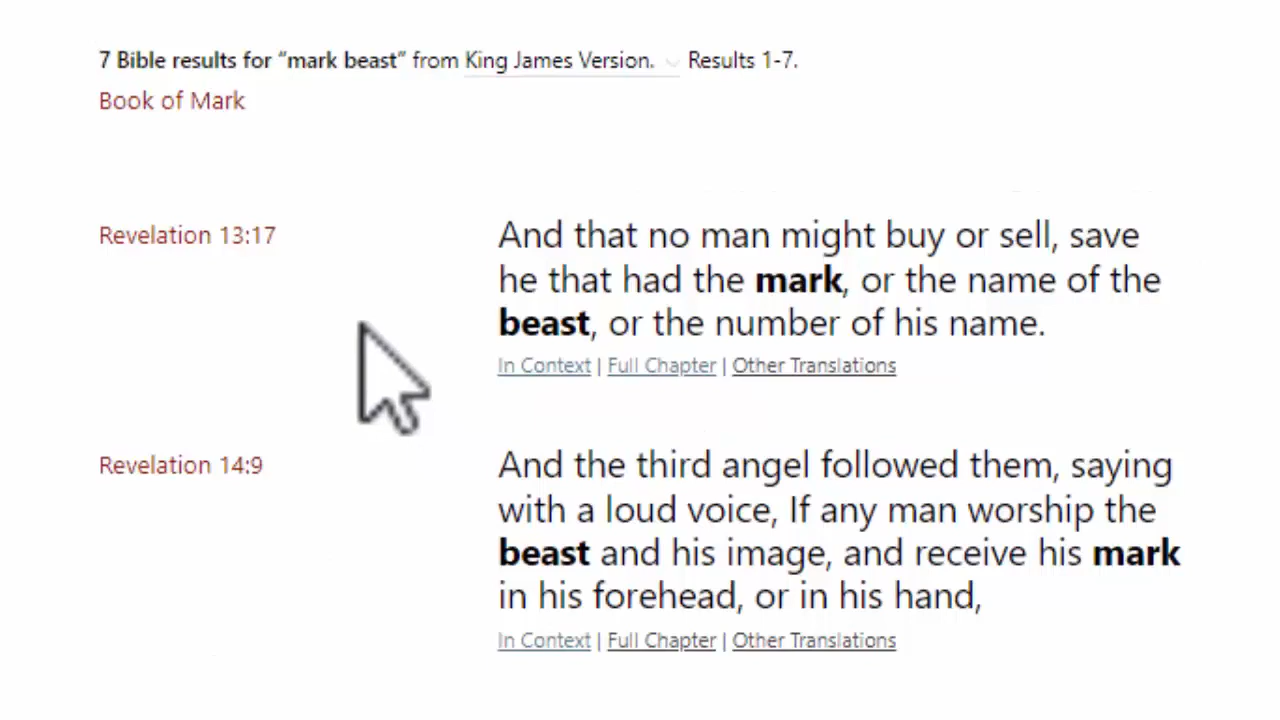 7 Bible results for “mark beast” from King James Version. Results 1-7.
Book of Mark
Revelation 13:17
And that no man might buy or sell, save
he that had the mark, or the name of the
beast, or the number of his name.
In Context | Full Chapter | Other Translations
Revelation 14:9
And the third angel followed them, saying
with a loud voice, If any man worship the
beast and his image, and receive his mark
in his forehead, or in his hand,
In Context | Full Chapter | Other Translations